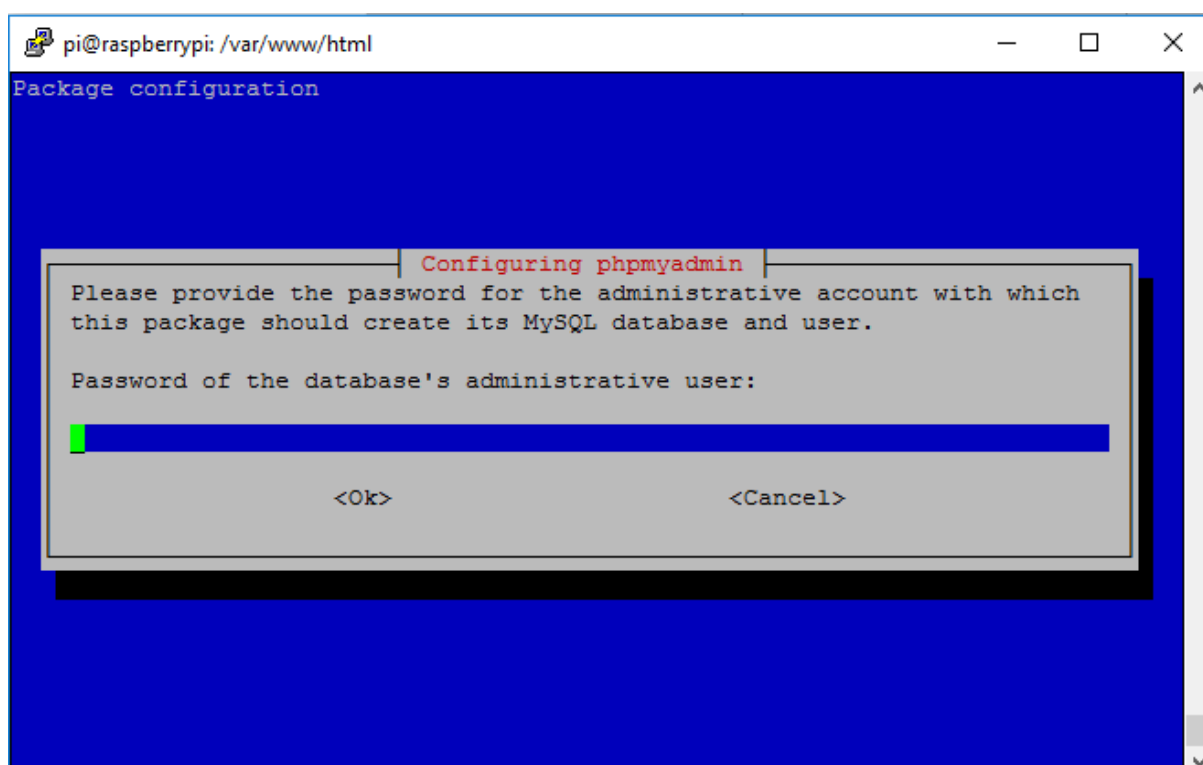 pi@raspberrypi: /var/www/html
Package configuration
Configuring phpmyadmin
Please provide the password for the administrative account with which
this package should create its MySQL database and user.
Password of the database's administrative user:
<Ok> <Cancel>